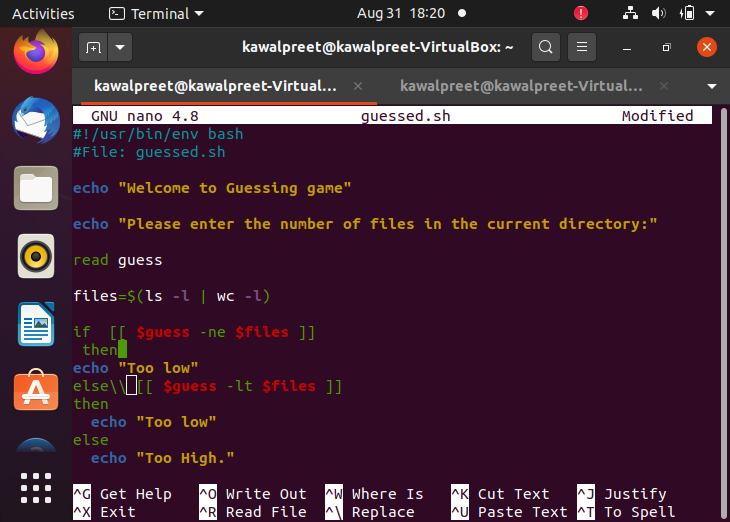 Activities Terminal Aug 31 18:20
kawalpreet@kawalpreet-VirtualBox: ~
kawalpreet@kawalpreet-Virtual... × kawalpreet@kawalpreet-Virtual... ×
GNU nano 4.8 guessed.sh Modified
#!/usr/bin/env bash
#File: guessed.sh
echo "Welcome to Guessing game"
echo "Please enter the number of files in the current directory:"
read guess
files=$(ls -l | wc -l)
if  [[ $guess -ne $files ]]
 then
echo "Too low"
else\\ [[ $guess -lt $files ]]
then
  echo "Too low"
else
  echo "Too High."
^G Get Help ^O Write Out ^W Where Is ^K Cut Text ^J Justify
^X Exit ^R Read File ^\ Replace ^U Paste Text ^T To Spell